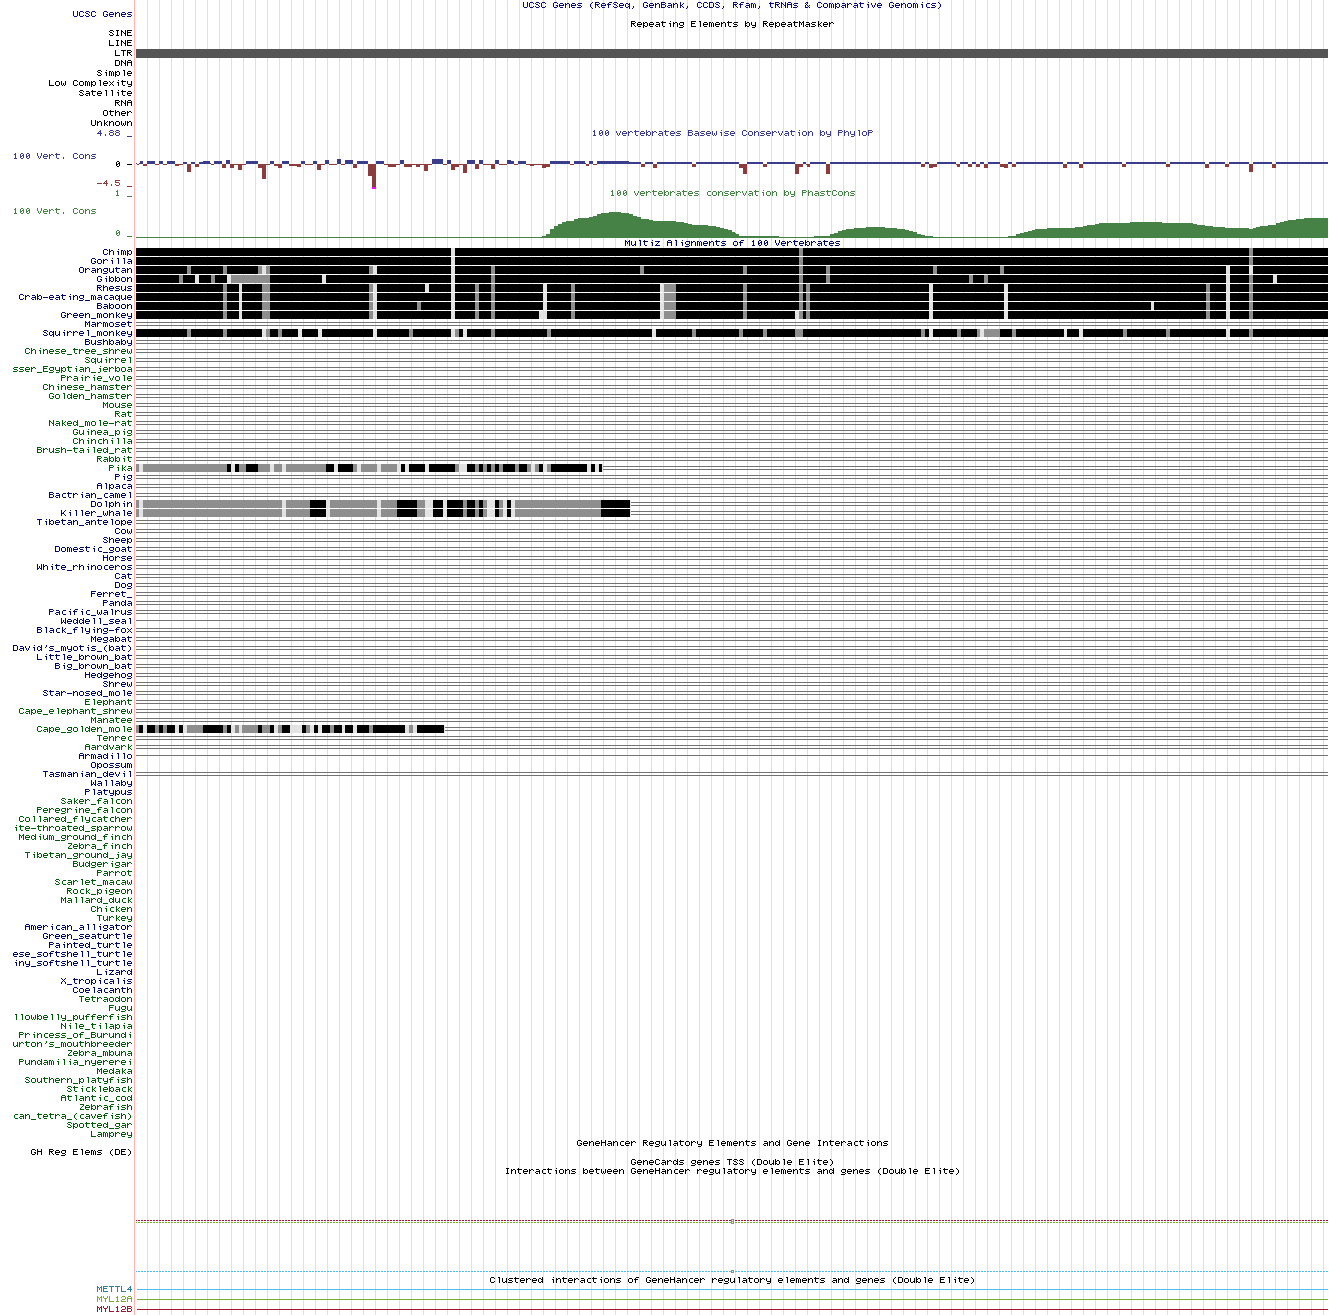 UCSC Genes (RefSeq, GenBank, CCDS, Rfam, tRNAs & Comparative Genomics)
UCSC Genes
Repeating Elements by RepeatMasker
SINE
LINE
LTR
DNA
Simple
Low Complexity
Satellite
RNA
Other
Unknown
4.88 _
100 vertebrates Basewise Conservation by PhyloP
100 Vert. Cons
0 _
-4.5 _
1 _
100 vertebrates conservation by PhastCons
100 Vert. Cons
0 _
Multiz Alignments of 100 Vertebrates
Chimp
Gorilla
Orangutan
Gibbon
Rhesus
Crab-eating_macaque
Baboon
Green_monkey
Marmoset
Squirrel_monkey
Bushbaby
Chinese_tree_shrew
Squirrel
sser_Egyptian_jerboa
Prairie_vole
Chinese_hamster
Golden_hamster
Mouse
Rat
Naked_mole-rat
Guinea_pig
Chinchilla
Brush-tailed_rat
Rabbit
Pika
Pig
Alpaca
Bactrian_camel
Dolphin
Killer_whale
Tibetan_antelope
Cow
Sheep
Domestic_goat
Horse
White_rhinoceros
Cat
Dog
Ferret_
Panda
Pacific_walrus
Weddell_seal
Black_flying-fox
Megabat
David's_myotis_(bat)
Little_brown_bat
Big_brown_bat
Hedgehog
Shrew
Star-nosed_mole
Elephant
Cape_elephant_shrew
Manatee
Cape_golden_mole
Tenrec
Aardvark
Armadillo
Opossum
Tasmanian_devil
Wallaby
Platypus
Saker_falcon
Peregrine_falcon
Collared_flycatcher
ite-throated_sparrow
Medium_ground_finch
Zebra_finch
Tibetan_ground_jay
Budgerigar
Parrot
Scarlet_macaw
Rock_pigeon
Mallard_duck
Chicken
Turkey
American_alligator
Green_seaturtle
Painted_turtle
ese_softshell_turtle
iny_softshell_turtle
Lizard
X_tropicalis
Coelacanth
Tetraodon
Fugu
llowbelly_pufferfish
Nile_tilapia
Princess_of_Burundi
urton's_mouthbreeder
Zebra_mbuna
Pundamilia_nyererei
Medaka
Southern_platyfish
Stickleback
Atlantic_cod
Zebrafish
can_tetra_(cavefish)
Spotted_gar
Lamprey
GeneHancer Regulatory Elements and Gene Interactions
GH Reg Elems (DE)
GeneCards genes TSS (Double Elite)
Interactions between GeneHancer regulatory elements and genes (Double Elite)
Clustered interactions of GeneHancer regulatory elements and genes (Double Elite)
METTL4
MYL12A
MYL12B